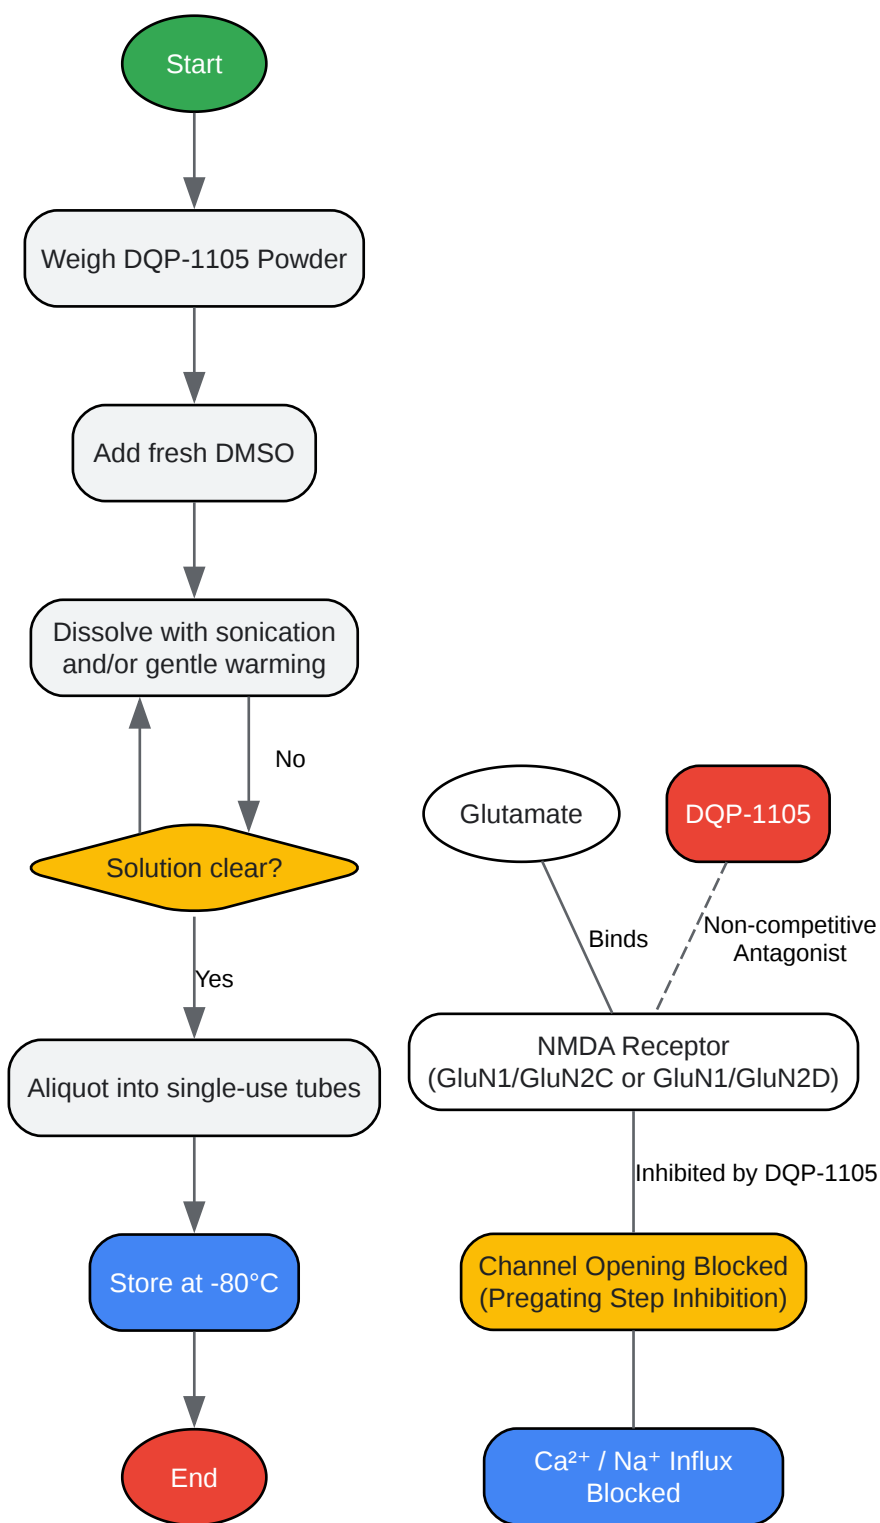 Start
Weigh DQP-1105 Powder
Add fresh DMSO
Dissolve with sonication
and/or gentle warming
No
Solution clear?
Yes
Aliquot into single-use tubes
Store at -80°C
End
Glutamate
DQP-1105
Binds
Non-competitive
Antagonist
NMDA Receptor
(GluN1/GluN2C or GluN1/GluN2D)
Inhibited by DQP-1105
Channel Opening Blocked
(Pregating Step Inhibition)
Ca²⁺ / Na⁺ Influx
Blocked